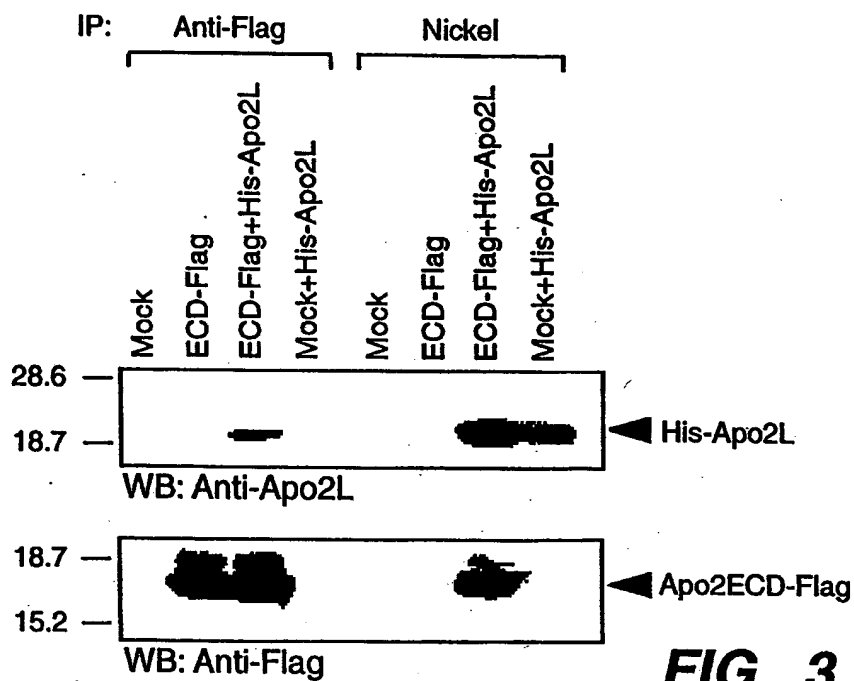 IP: Anti-Flag Nickel
Mock
ECD-Flag
ECD-Flag+His-Apo2L
Mock+His-Apo2L
Mock
ECD-Flag
ECD-Flag+His-Apo2L
Mock+His-Apo2L
28.6
18.7
His-Apo2L
WB: Anti-Apo2L
18.7
15.2
Apo2ECD-Flag
WB: Anti-Flag
FIG_3